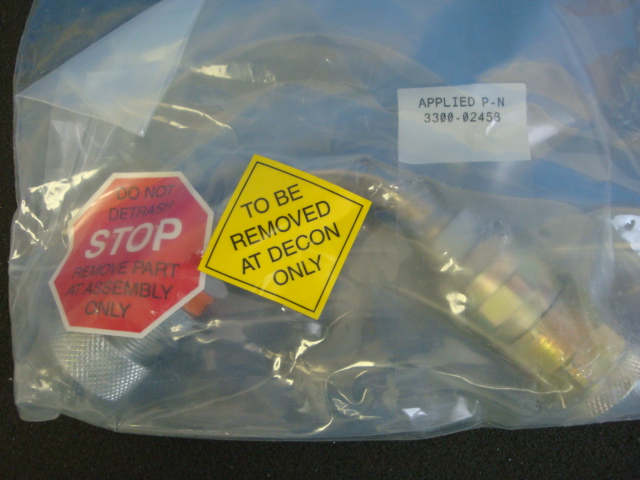 APPLIED P-N
3300-02458
DO NOT
DETRASH
STOP
REMOVE PART
AT ASSEMBLY
ONLY
TO BE
REMOVED
AT DECON
ONLY